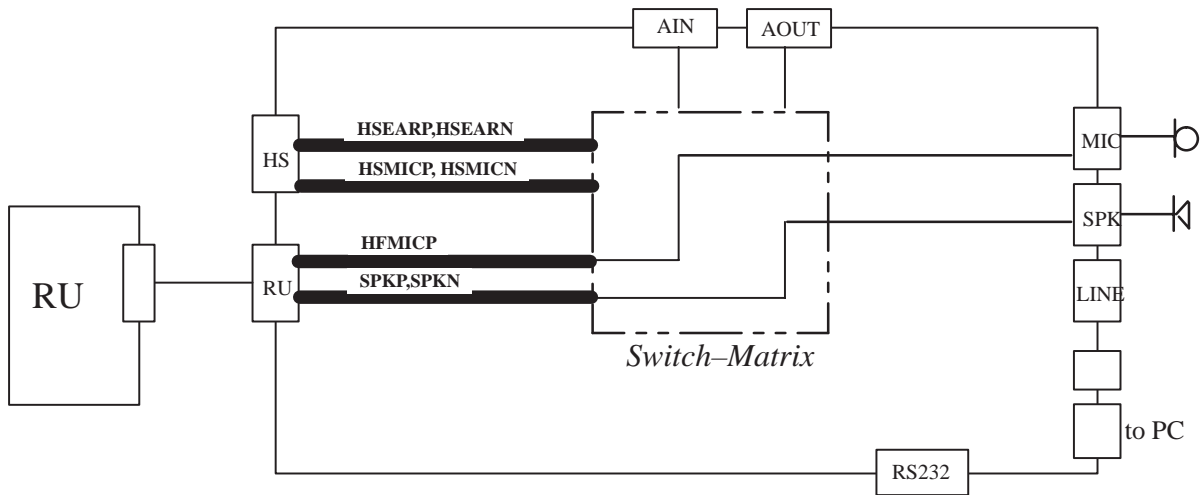 AIN
AOUT
HSEARP,HSEARN
HS
MIC
HSMICP, HSMICN
SPK
HFMICP
RU
RU
SPKP,SPKN
LINE
Switch–Matrix
to PC
RS232